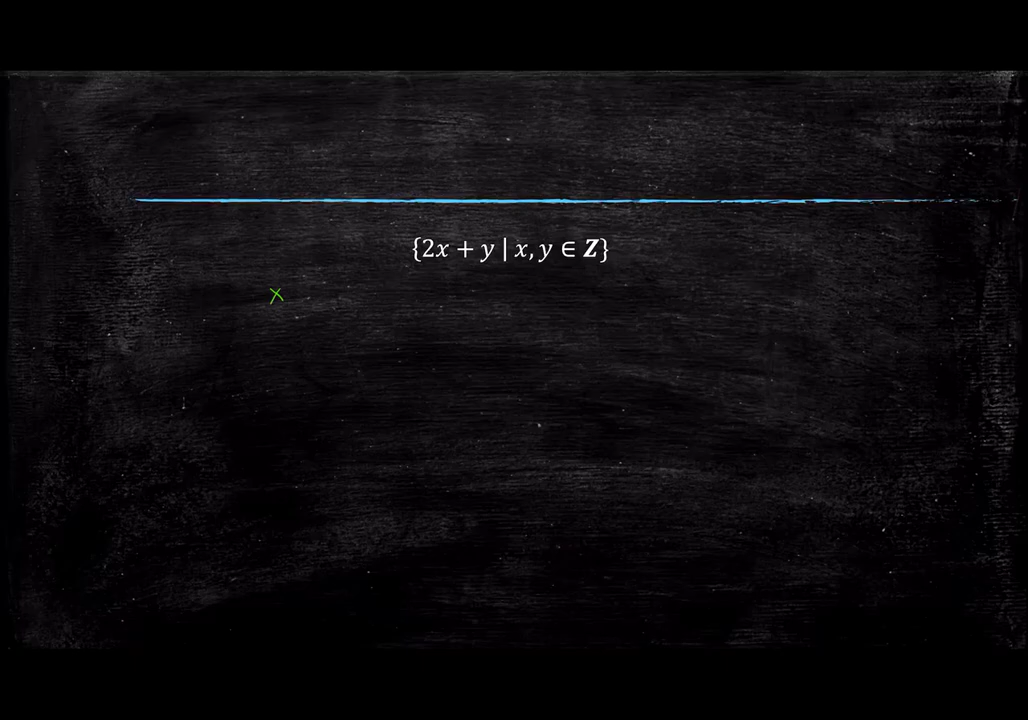 {2x + y | x, y ∈ Z}
x